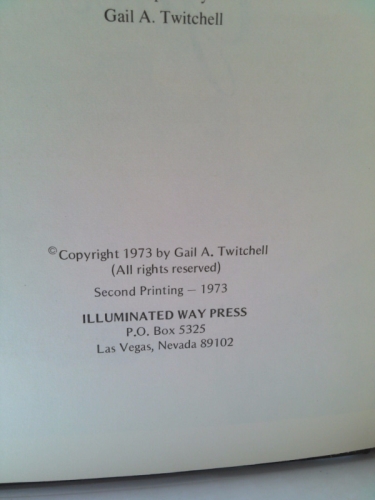 Gail A. Twitchell
©Copyright 1973 by Gail A. Twitchell
(All rights reserved)
Second Printing — 1973
ILLUMINATED WAY PRESS
P.O. Box 5325
Las Vegas, Nevada 89102